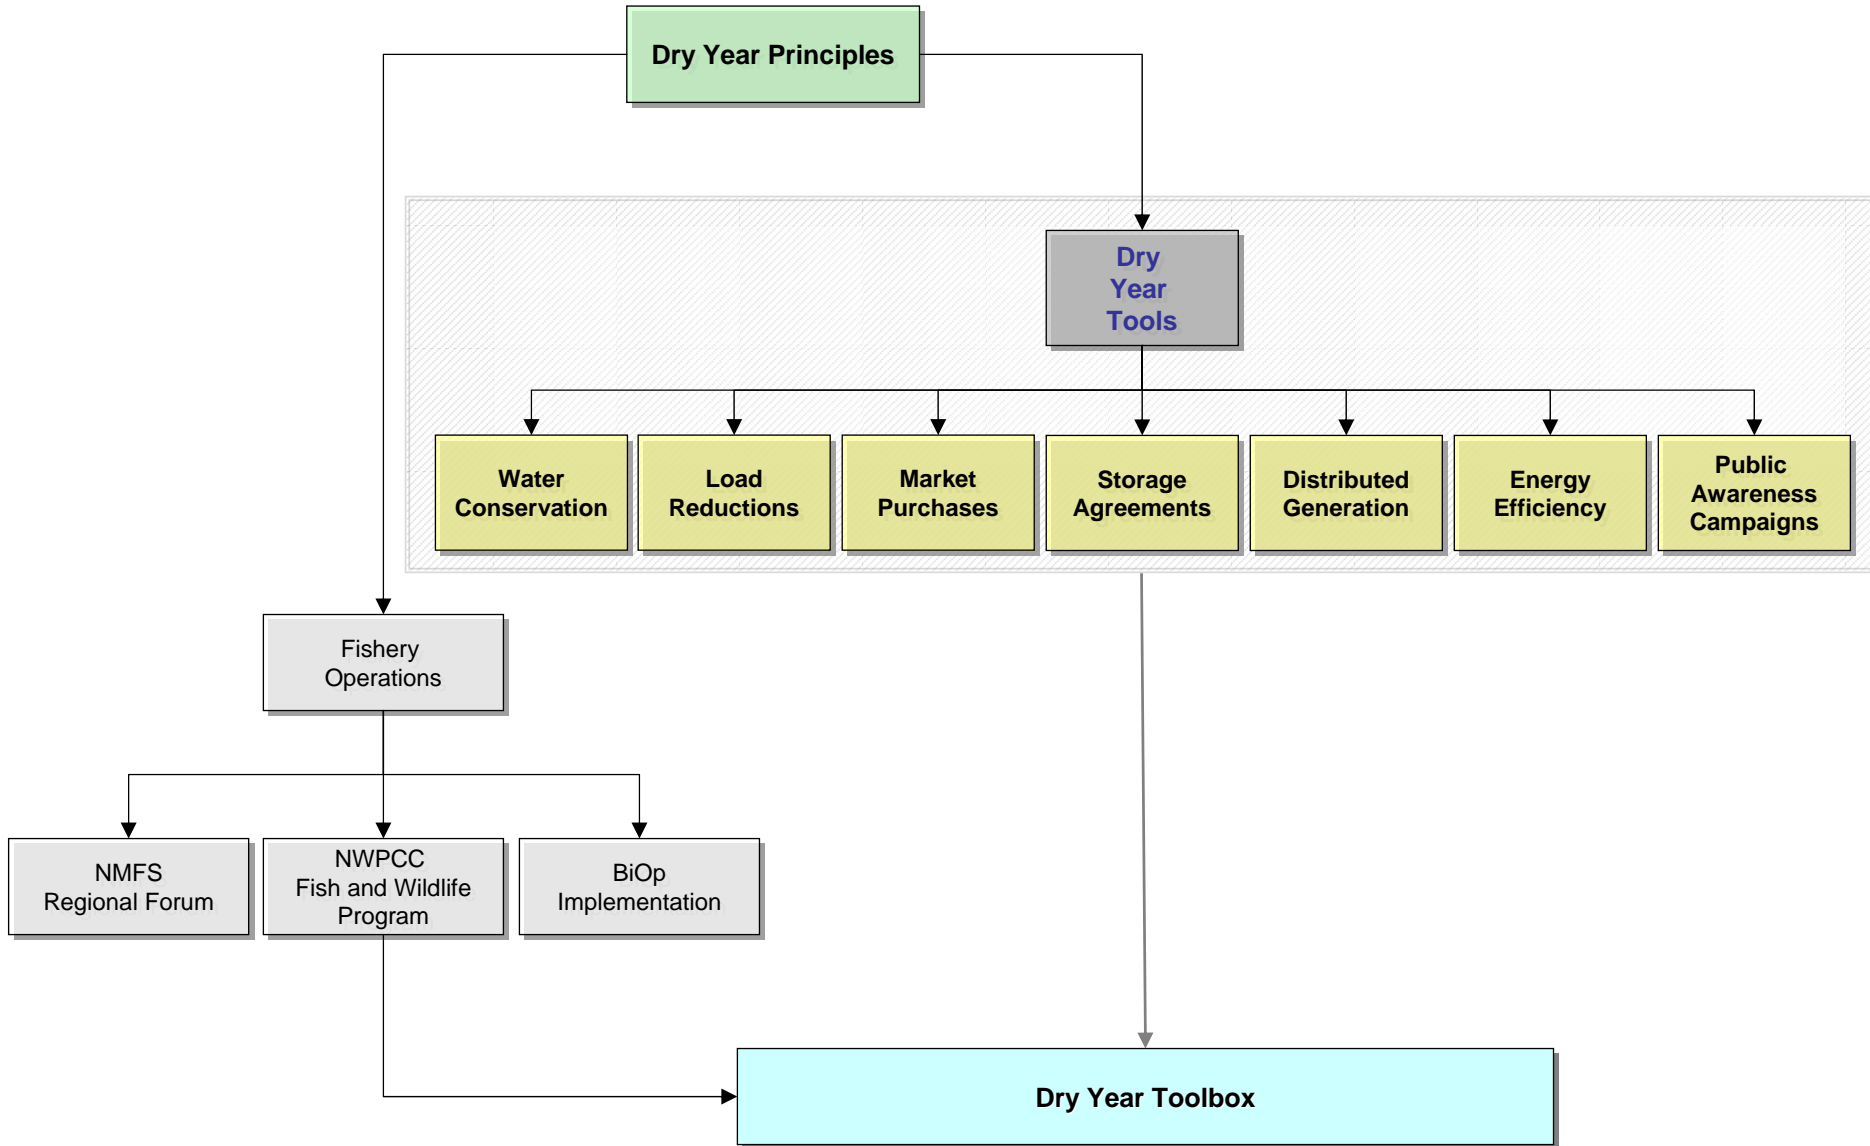 Dry Year Principles
Dry
Year
Tools
Water
Conservation
Load
Reductions
Market
Purchases
Storage
Agreements
Distributed
Generation
Energy
Efficiency
Public
Awareness
Campaigns
Fishery
Operations
NMFS
Regional Forum
NWPCC
Fish and Wildlife
Program
BiOp
Implementation
Dry Year Toolbox